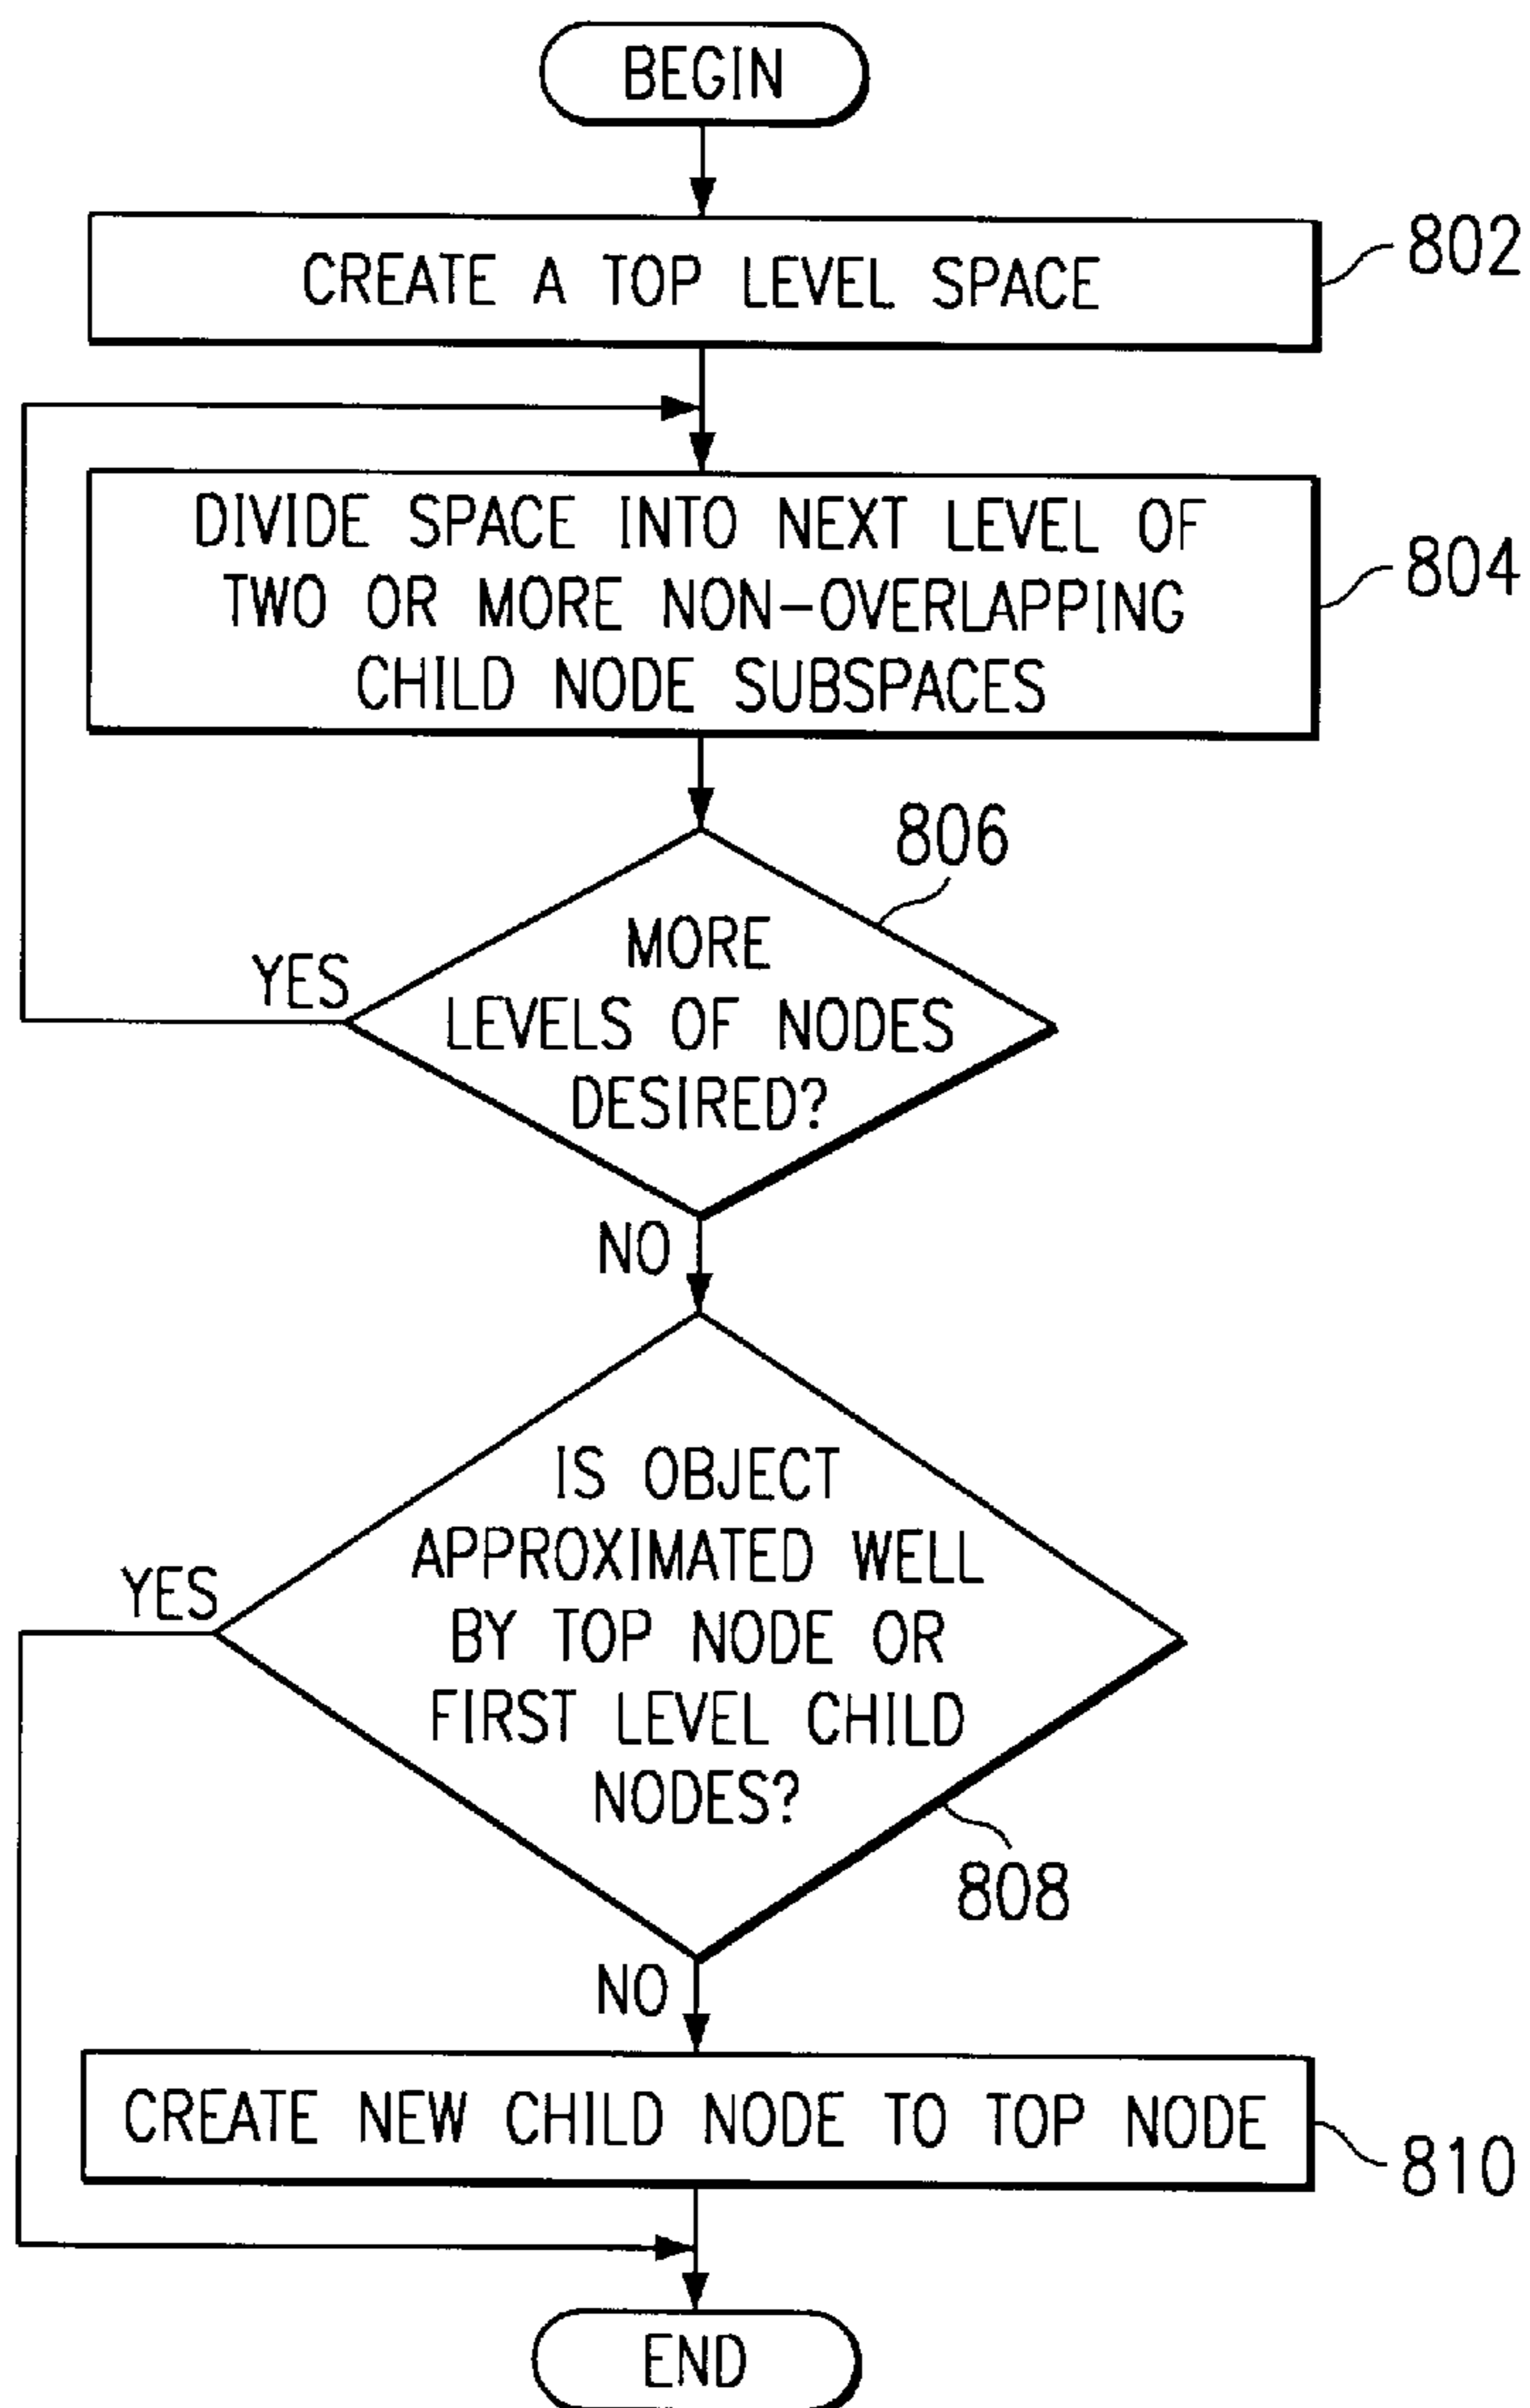 BEGIN
CREATE A TOP LEVEL SPACE
802
DIVIDE SPACE INTO NEXT LEVEL OF
TWO OR MORE NON-OVERLAPPING
CHILD NODE SUBSPACES
804
806
MORE
LEVELS OF NODES
DESIRED?
YES
NO
IS OBJECT
APPROXIMATED WELL
BY TOP NODE OR
FIRST LEVEL CHILD
NODES?
YES
808
NO
CREATE NEW CHILD NODE TO TOP NODE
810
END